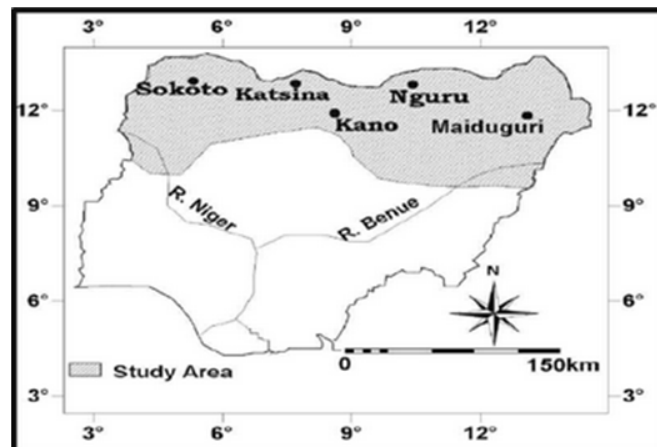 3° 6° 9° 12°
Sokoto Katsina Nguru
12° 12°
Kano Maiduguri
R. Niger R. Benue
9° 9°
N
6° 6°
0 150km
Study Area
3° 3°
3° 6° 9° 12°